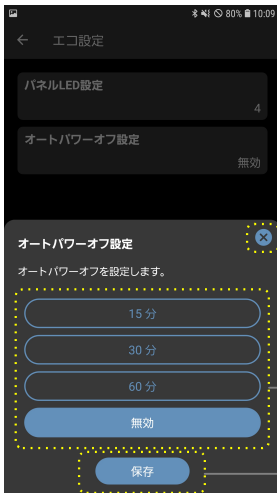 80% 10:09
エコ設定
パネルLED設定
4
オートパワーオフ設定
無効
オートパワーオフ設定
オートパワーオフを設定します。
15 分
30 分
60 分
無効
保存